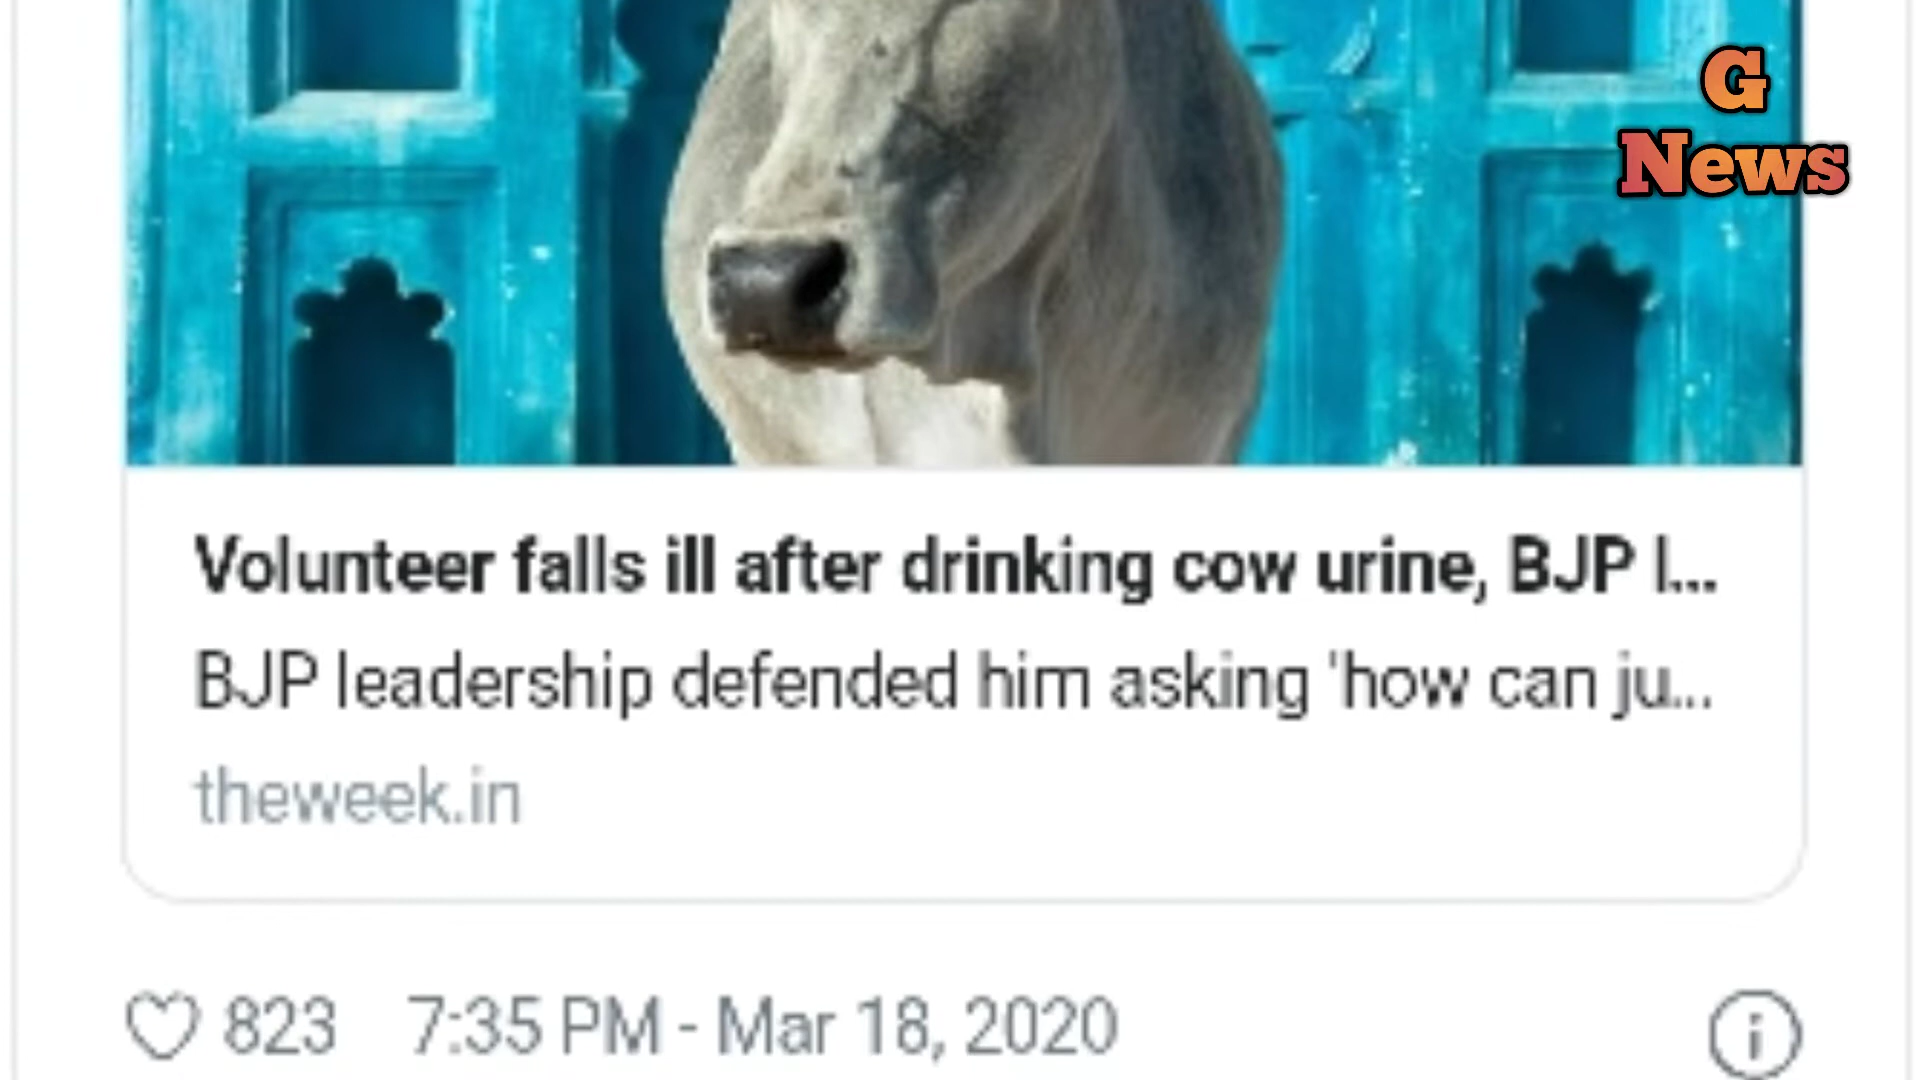 G
News
Volunteer falls ill after drinking cow urine, BJP l...
BJP leadership defended him asking 'how can ju...
theweek.in
823 7:35 PM - Mar 18, 2020